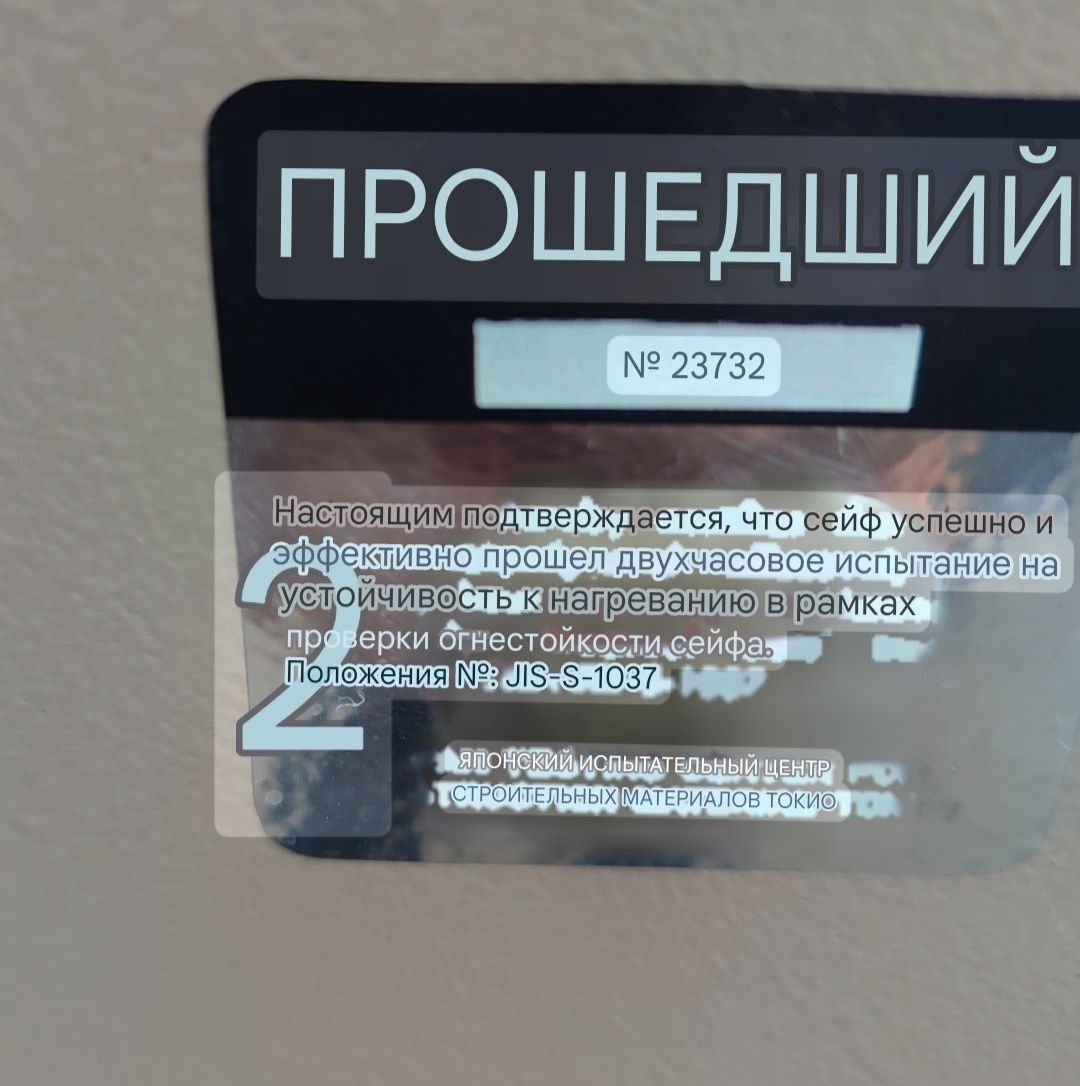 ПРОШЕДШИЙ
№ 23732
Настоящим подтверждается, что сейф успешно и
эффективно прошел двухчасовое испытание на
устойчивость к нагреванию в рамках
проверки огнестойкости сейфа.
Положения №: JIS-S-1037
2
ЯПОНСКИЙ ИСПЫТАТЕЛЬНЫЙ ЦЕНТР
СТРОИТЕЛЬНЫХ МАТЕРИАЛОВ ТОКИО